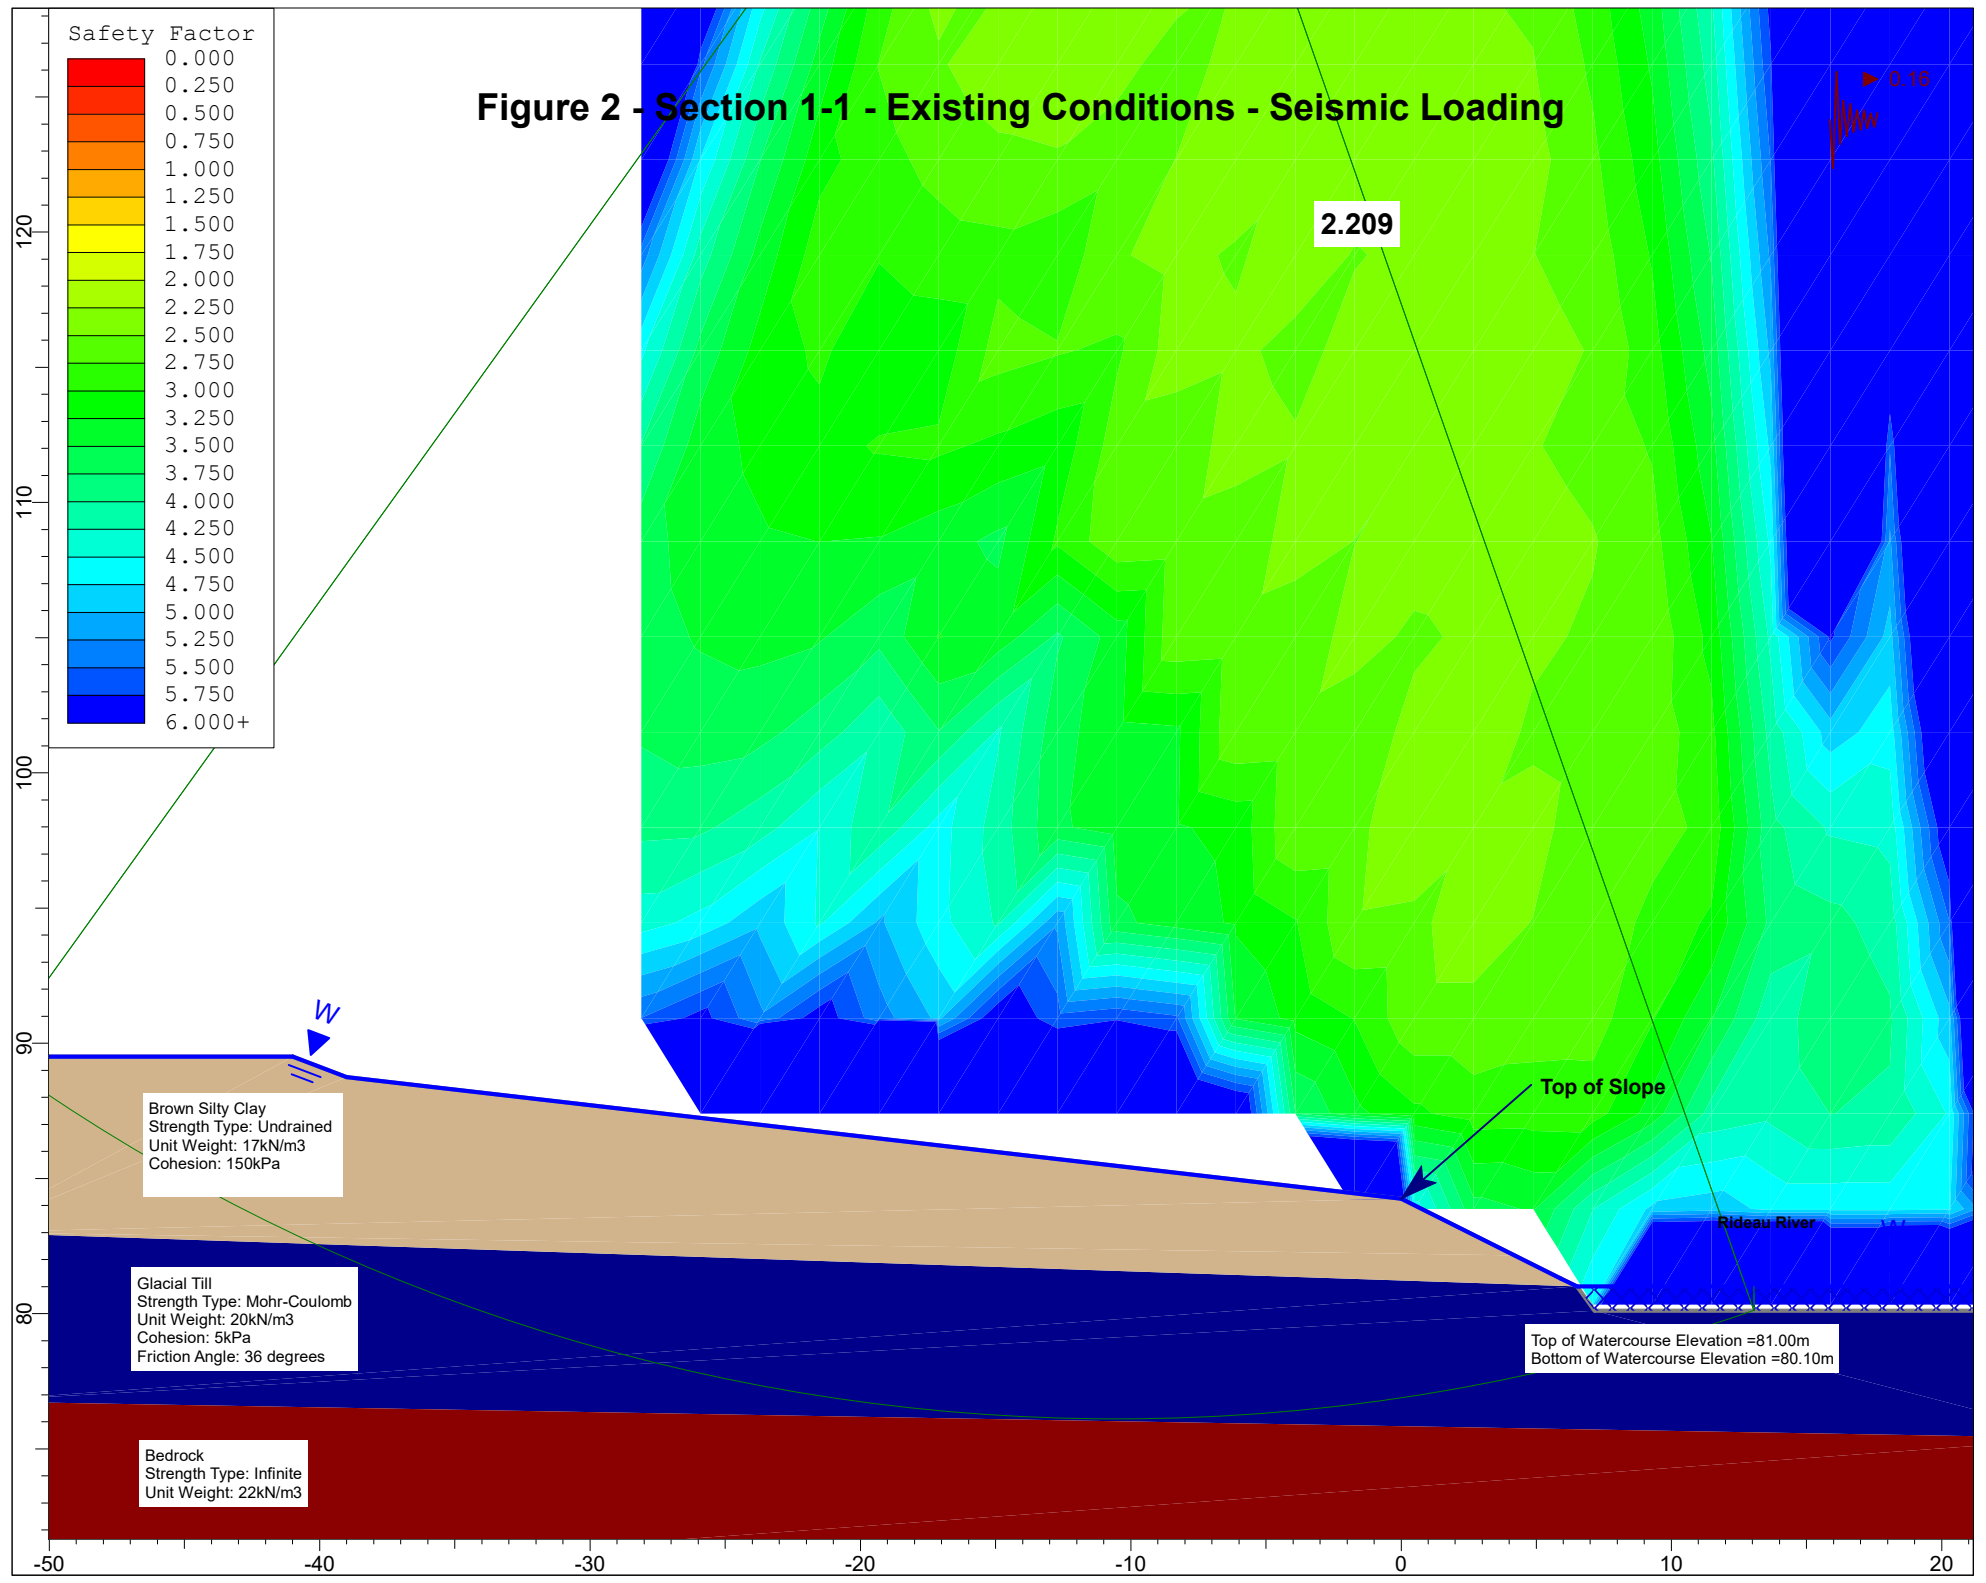 Safety Factor
0.000
0.250
0.500
0.750
1.000
1.250
1.500
1.750
2.000
2.250
2.500
2.750
3.000
3.250
3.500
3.750
4.000
4.250
4.500
4.750
5.000
5.250
5.500
5.750
6.000+
Figure 2 - Section 1-1 - Existing Conditions - Seismic Loading
0.16
2.209
120
110
100
90
80
W
Top of Slope
Brown Silty Clay
Strength Type: Undrained
Unit Weight: 17kN/m3
Cohesion: 150kPa
Rideau River
W
Glacial Till
Strength Type: Mohr-Coulomb
Unit Weight: 20kN/m3
Cohesion: 5kPa
Friction Angle: 36 degrees
Top of Watercourse Elevation =81.00m
Bottom of Watercourse Elevation =80.10m
Bedrock
Strength Type: Infinite
Unit Weight: 22kN/m3
-50 -40 -30 -20 -10 0 10 20